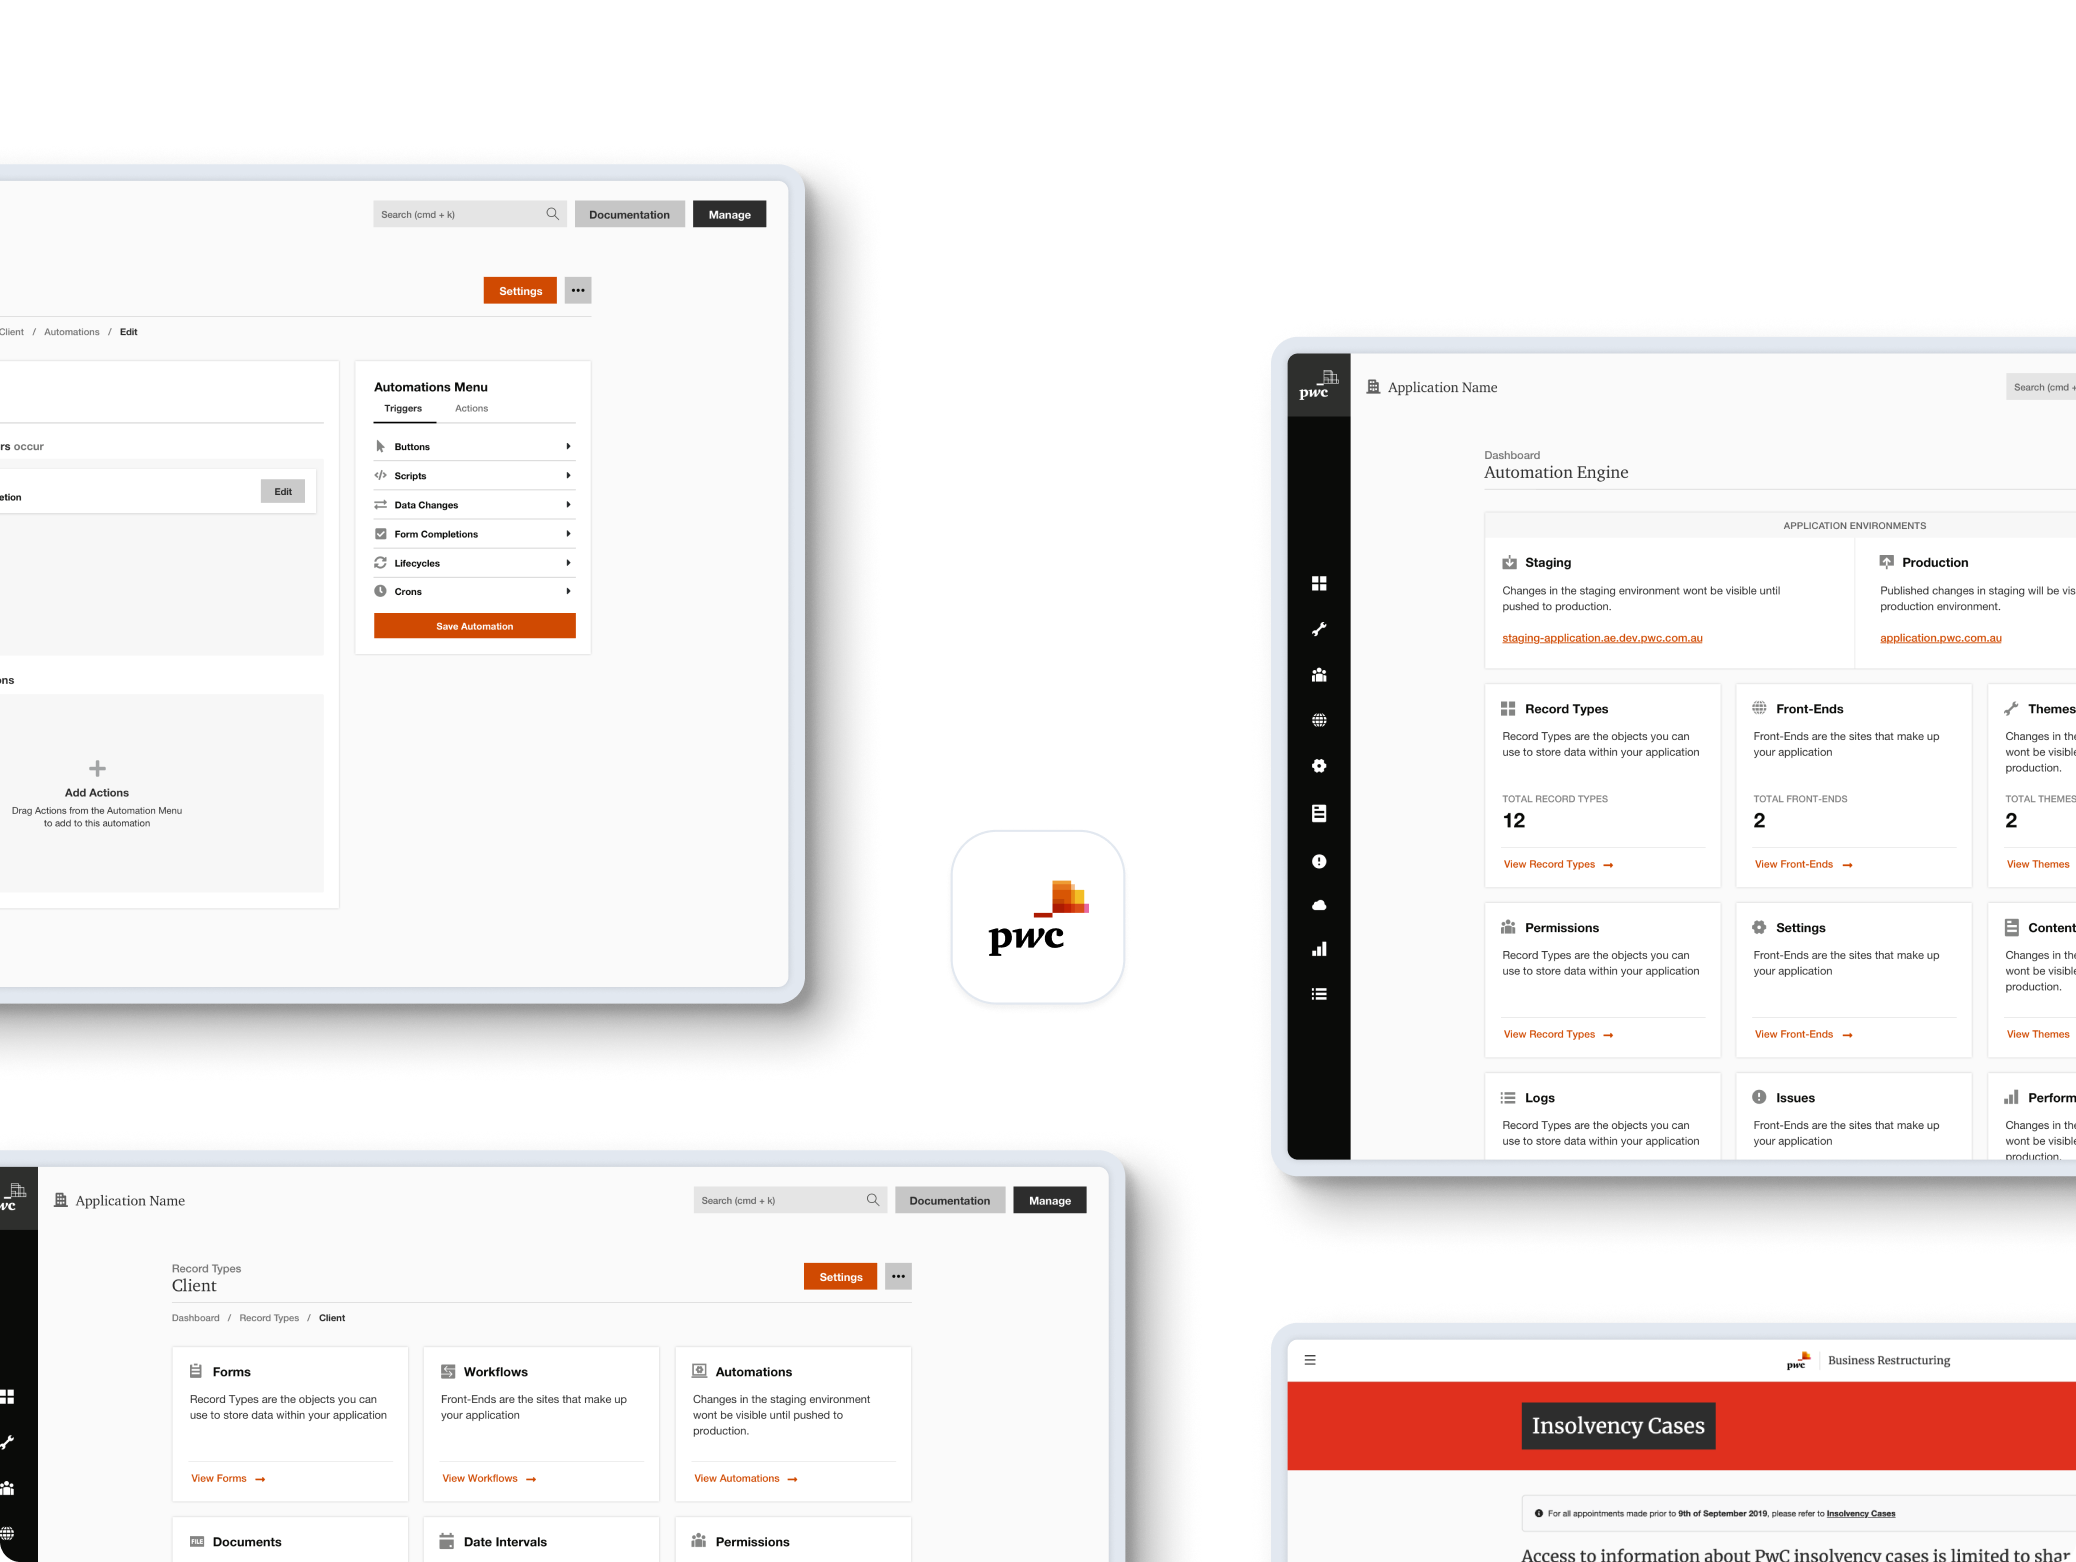 Search (cmd + k)
Documentation
Manage
Settings
Client / Automations / Edit
rs occur
etion
Edit
ons
Add Actions
Drag Actions from the Automation Menu
to add to this automation
Automations Menu
Triggers
Actions
Buttons
Scripts
Data Changes
Form Completions
Lifecycles
Crons
Save Automation
pwc
pwc
Application Name
Search (cmd +
Dashboard
Automation Engine
APPLICATION ENVIRONMENTS
Staging
Changes in the staging environment wont be visible until
pushed to production.
staging-application.ae.dev.pwc.com.au
Production
Published changes in staging will be vis
production environment.
application.pwc.com.au
Record Types
Record Types are the objects you can
use to store data within your application
TOTAL RECORD TYPES
12
View Record Types
Front-Ends
Front-Ends are the sites that make up
your application
TOTAL FRONT-ENDS
2
View Front-Ends
Themes
Changes in the
wont be visible
production.
TOTAL THEMES
2
View Themes
Permissions
Record Types are the objects you can
use to store data within your application
View Record Types
Settings
Front-Ends are the sites that make up
your application
View Front-Ends
Content
Changes in the
wont be visible
production.
View Themes
Logs
Record Types are the objects you can
use to store data within your application
Issues
Front-Ends are the sites that make up
your application
Perform
Changes in the
wont be visible
production.
wc
Application Name
Search (cmd + k)
Documentation
Manage
Record Types
Client
Settings
Dashboard / Record Types / Client
Forms
Record Types are the objects you can
use to store data within your application
View Forms
Workflows
Front-Ends are the sites that make up
your application
View Workflows
Automations
Changes in the staging environment
wont be visible until pushed to
production.
View Automations
FILE Documents
Date Intervals
Permissions
pwc Business Restructuring
Insolvency Cases
For all appointments made prior to 9th of September 2019, please refer to Insolvency Cases
Access to information about PwC insolvency cases is limited to shar